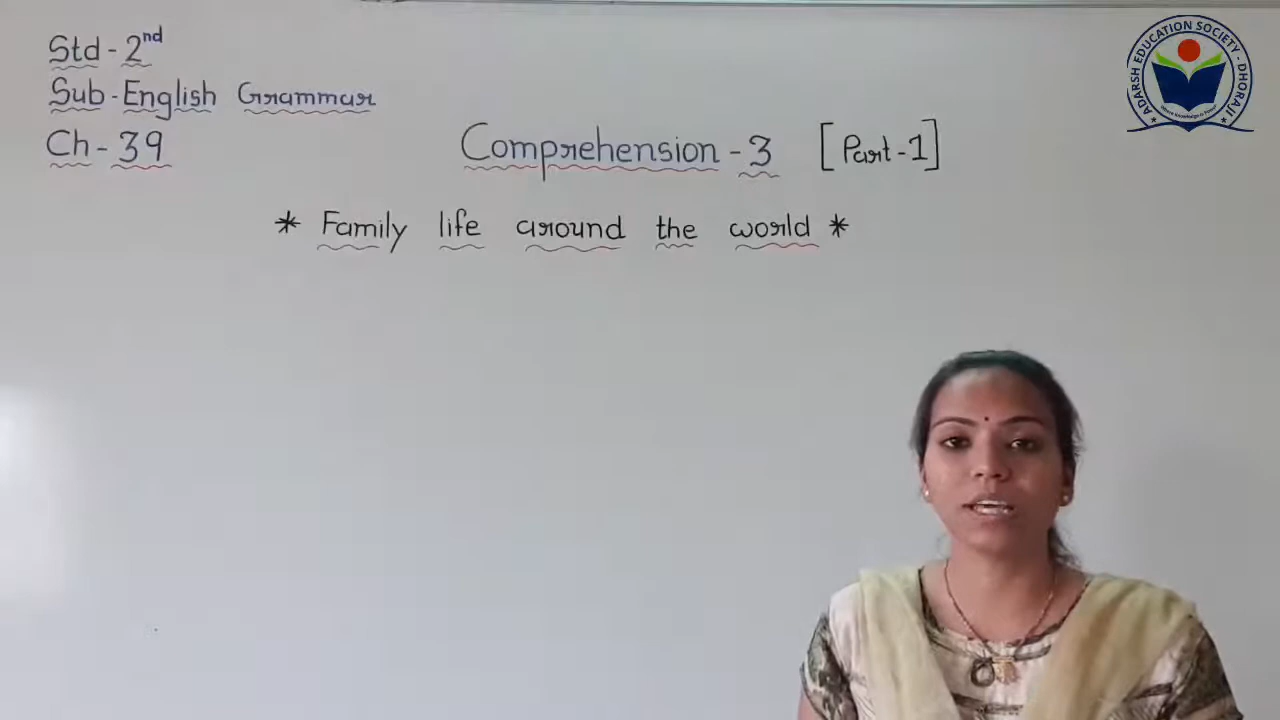 Std - 2nd
Sub - English Grammar
Ch - 39
Comprehension - 3 [Part - 1]
* Family life around the world *
ADARSH EDUCATION SOCIETY - DHORAJI